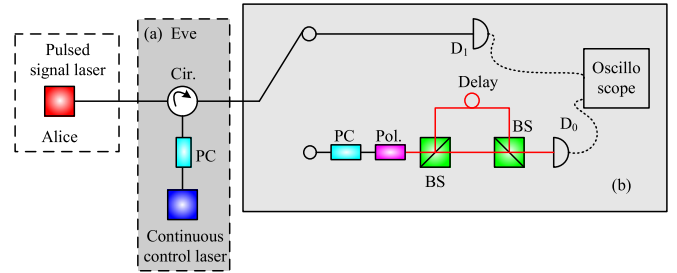 Pulsed
signal laser
Alice
(a) Eve
Cir.
PC
Continuous
control laser
D1
Oscillo
scope
Delay
PC
Pol.
BS
BS
D0
(b)